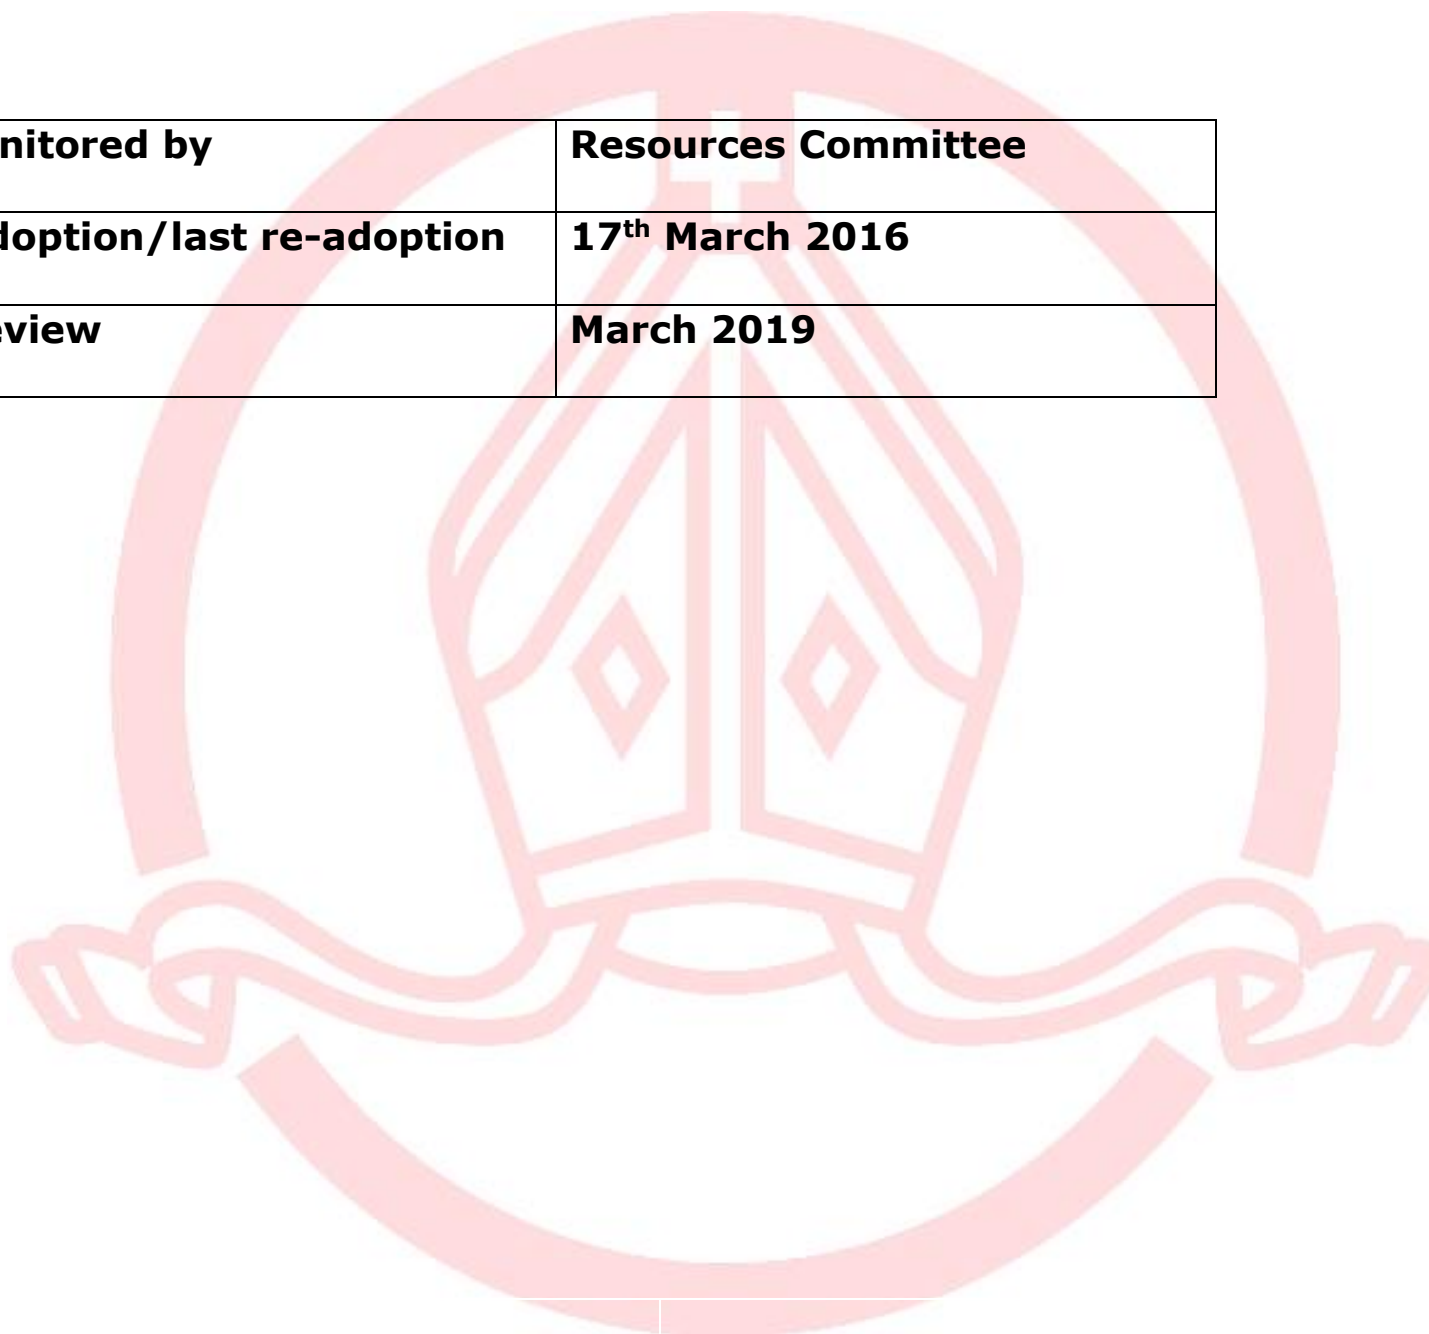 nitored by Resources Committee
doption/last re-adoption 17th March 2016
eview March 2019